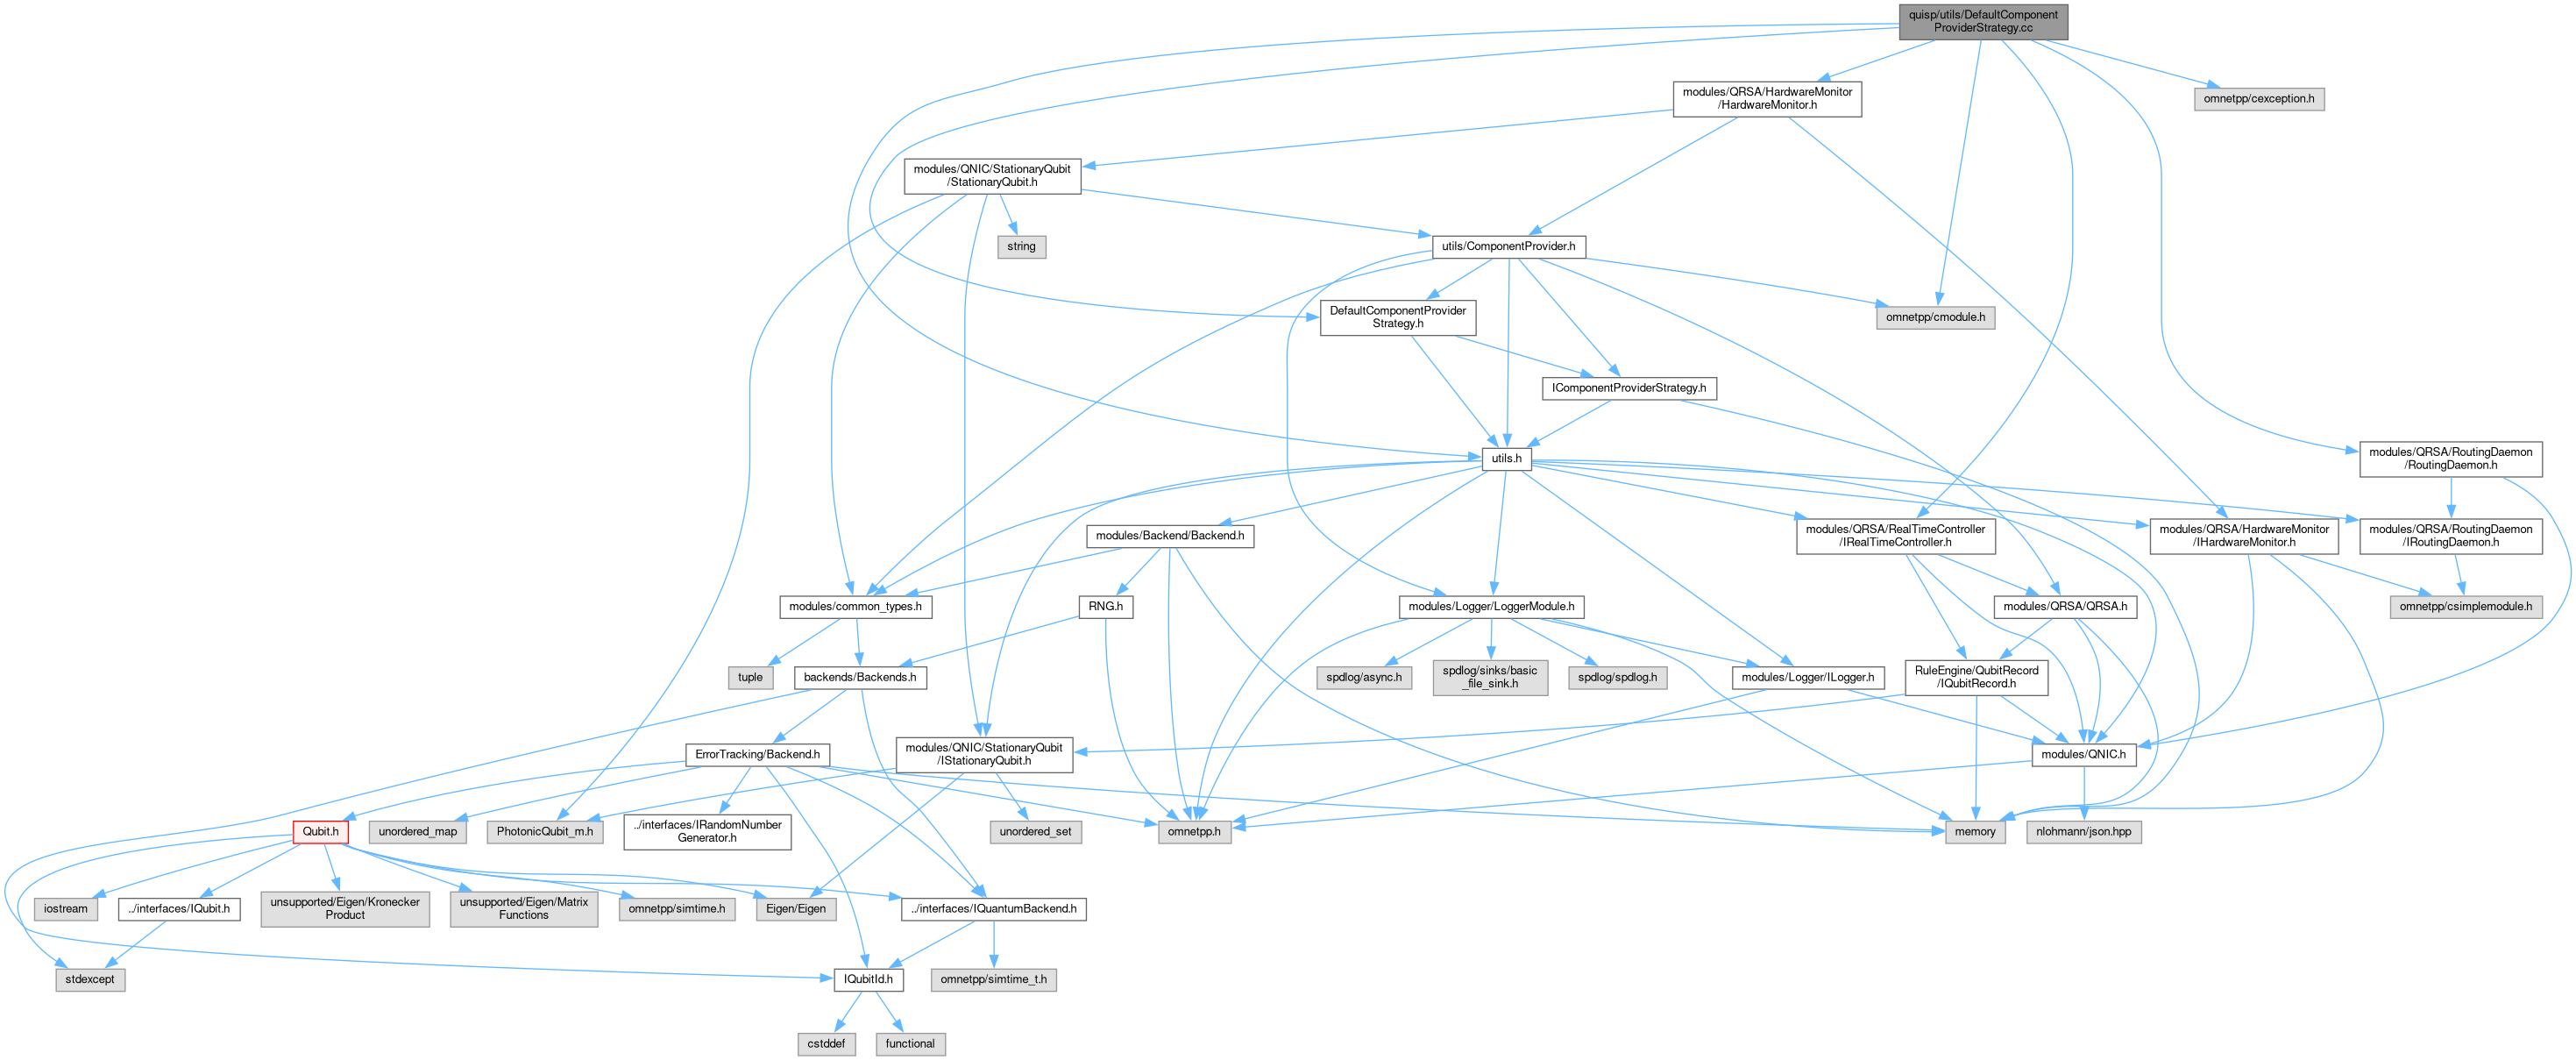 quisp/utils/DefaultComponent
ProviderStrategy.cc
modules/QRSA/HardwareMonitor
/HardwareMonitor.h
omnetpp/cexception.h
modules/QNIC/StationaryQubit
/StationaryQubit.h
string
utils/ComponentProvider.h
DefaultComponentProvider
Strategy.h
omnetpp/cmodule.h
IComponentProviderStrategy.h
utils.h
modules/QRSA/RoutingDaemon
/RoutingDaemon.h
modules/Backend/Backend.h
modules/QRSA/RealTimeController
/IRealTimeController.h
modules/QRSA/HardwareMonitor
/IHardwareMonitor.h
modules/QRSA/RoutingDaemon
/IRoutingDaemon.h
modules/common_types.h
RNG.h
modules/Logger/LoggerModule.h
modules/QRSA/QRSA.h
omnetpp/csimplemodule.h
tuple
backends/Backends.h
spdlog/async.h
spdlog/sinks/basic
_file_sink.h
spdlog/spdlog.h
modules/Logger/ILogger.h
RuleEngine/QubitRecord
/IQubitRecord.h
ErrorTracking/Backend.h
modules/QNIC/StationaryQubit
/IStationaryQubit.h
modules/QNIC.h
Qubit.h
unordered_map
PhotonicQubit_m.h
../interfaces/IRandomNumber
Generator.h
unordered_set
omnetpp.h
memory
nlohmann/json.hpp
iostream
../interfaces/IQubit.h
unsupported/Eigen/Kronecker
Product
unsupported/Eigen/Matrix
Functions
omnetpp/simtime.h
Eigen/Eigen
../interfaces/IQuantumBackend.h
stdexcept
IQubitId.h
omnetpp/simtime_t.h
cstddef
functional